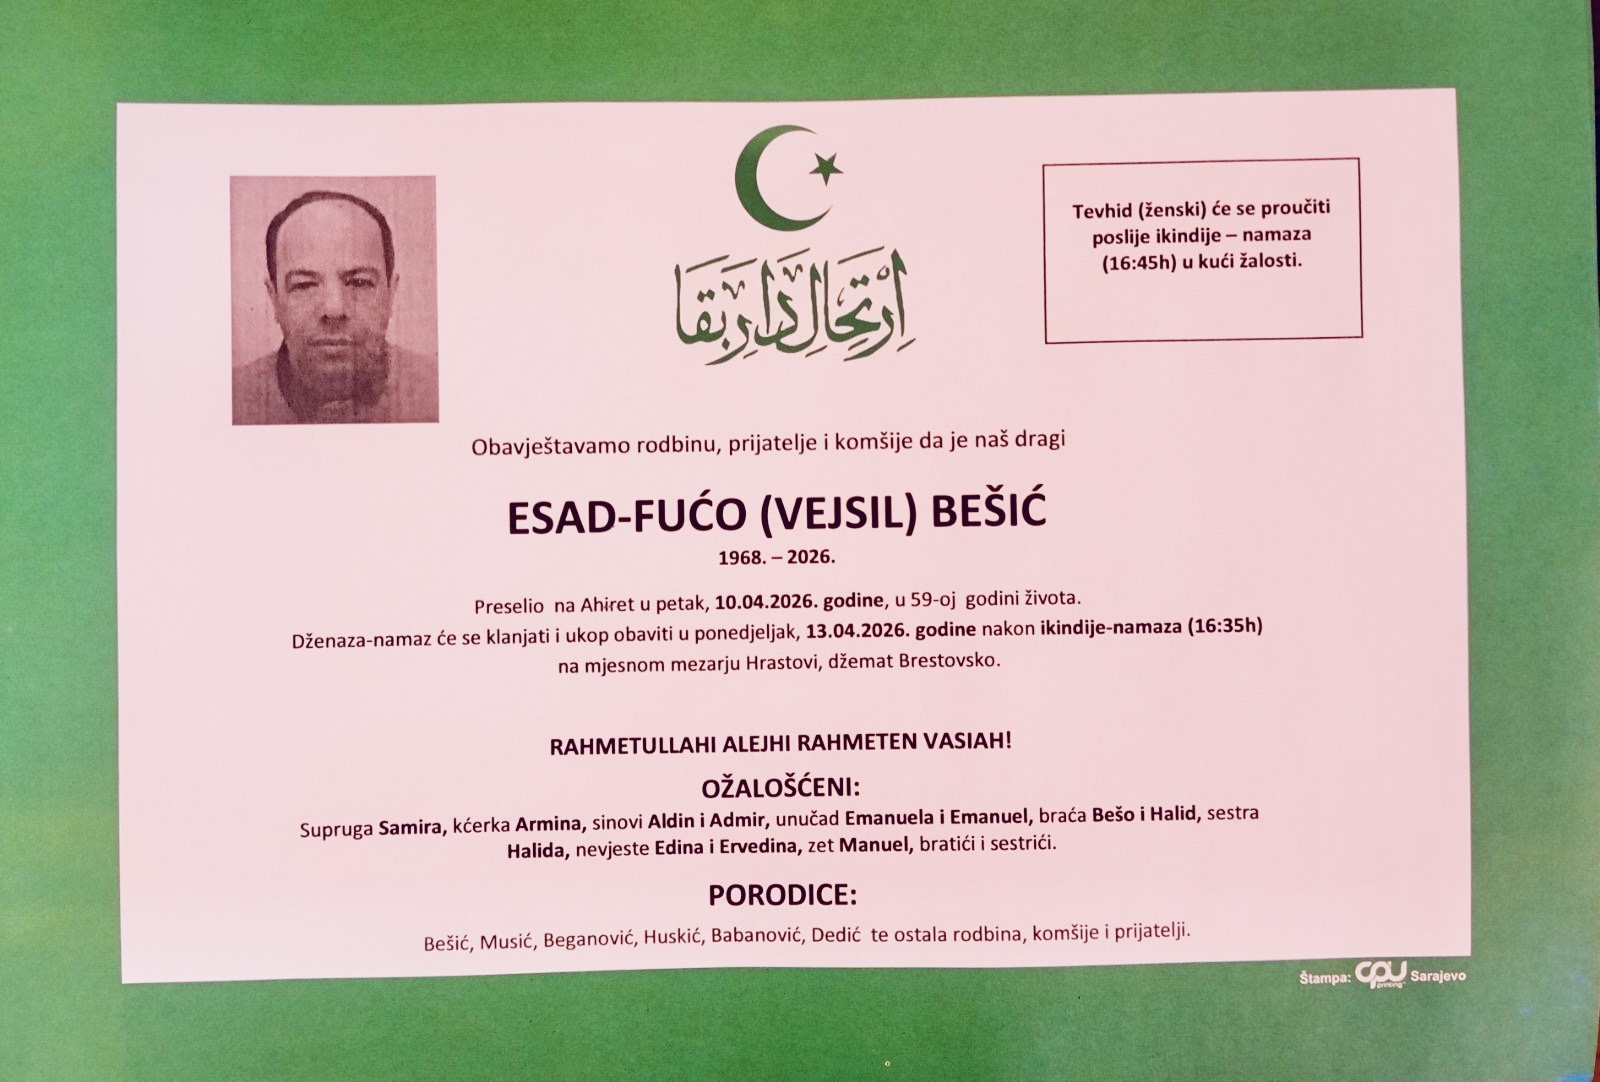 ارتحال دار بقا
Tevhid (ženski) će se proučiti
poslije ikindije – namaza
(16:45h) u kući žalosti.
Obavještavamo rodbinu, prijatelje i komšije da je naš dragi
ESAD-FUĆO (VEJSIL) BEŠIĆ
1968. – 2026.
Preselio na Ahiret u petak, 10.04.2026. godine, u 59-oj godini života.
Dženaza-namaz će se klanjati i ukop obaviti u ponedjeljak, 13.04.2026. godine nakon ikindije-namaza (16:35h)
na mjesnom mezarju Hrastovi, džemat Brestovsko.
RAHMETULLAHI ALEJHI RAHMETEN VASIAH!
OŽALOŠĆENI:
Supruga Samira, kćerka Armina, sinovi Aldin i Admir, unučad Emanuela i Emanuel, braća Bešo i Halid, sestra
Halida, nevjeste Edina i Ervedina, zet Manuel, bratići i sestrići.
PORODICE:
Bešić, Musić, Beganović, Huskić, Babanović, Dedić te ostala rodbina, komšije i prijatelji.
Štampa: CPU printing Sarajevo